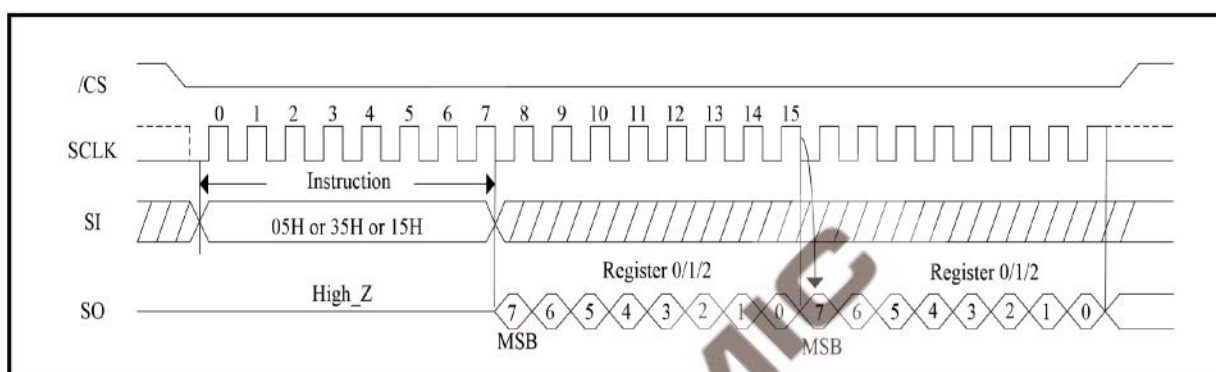 /CS
0 1 2 3 4 5 6 7 8 9 10 11 12 13 14 15
SCLK
Instruction
SI
05H or 35H or 15H
Register 0/1/2 Register 0/1/2
High_Z
SO
7 6 5 4 3 2 1 0 7 6 5 4 3 2 1 0
MSB MSB
MIC